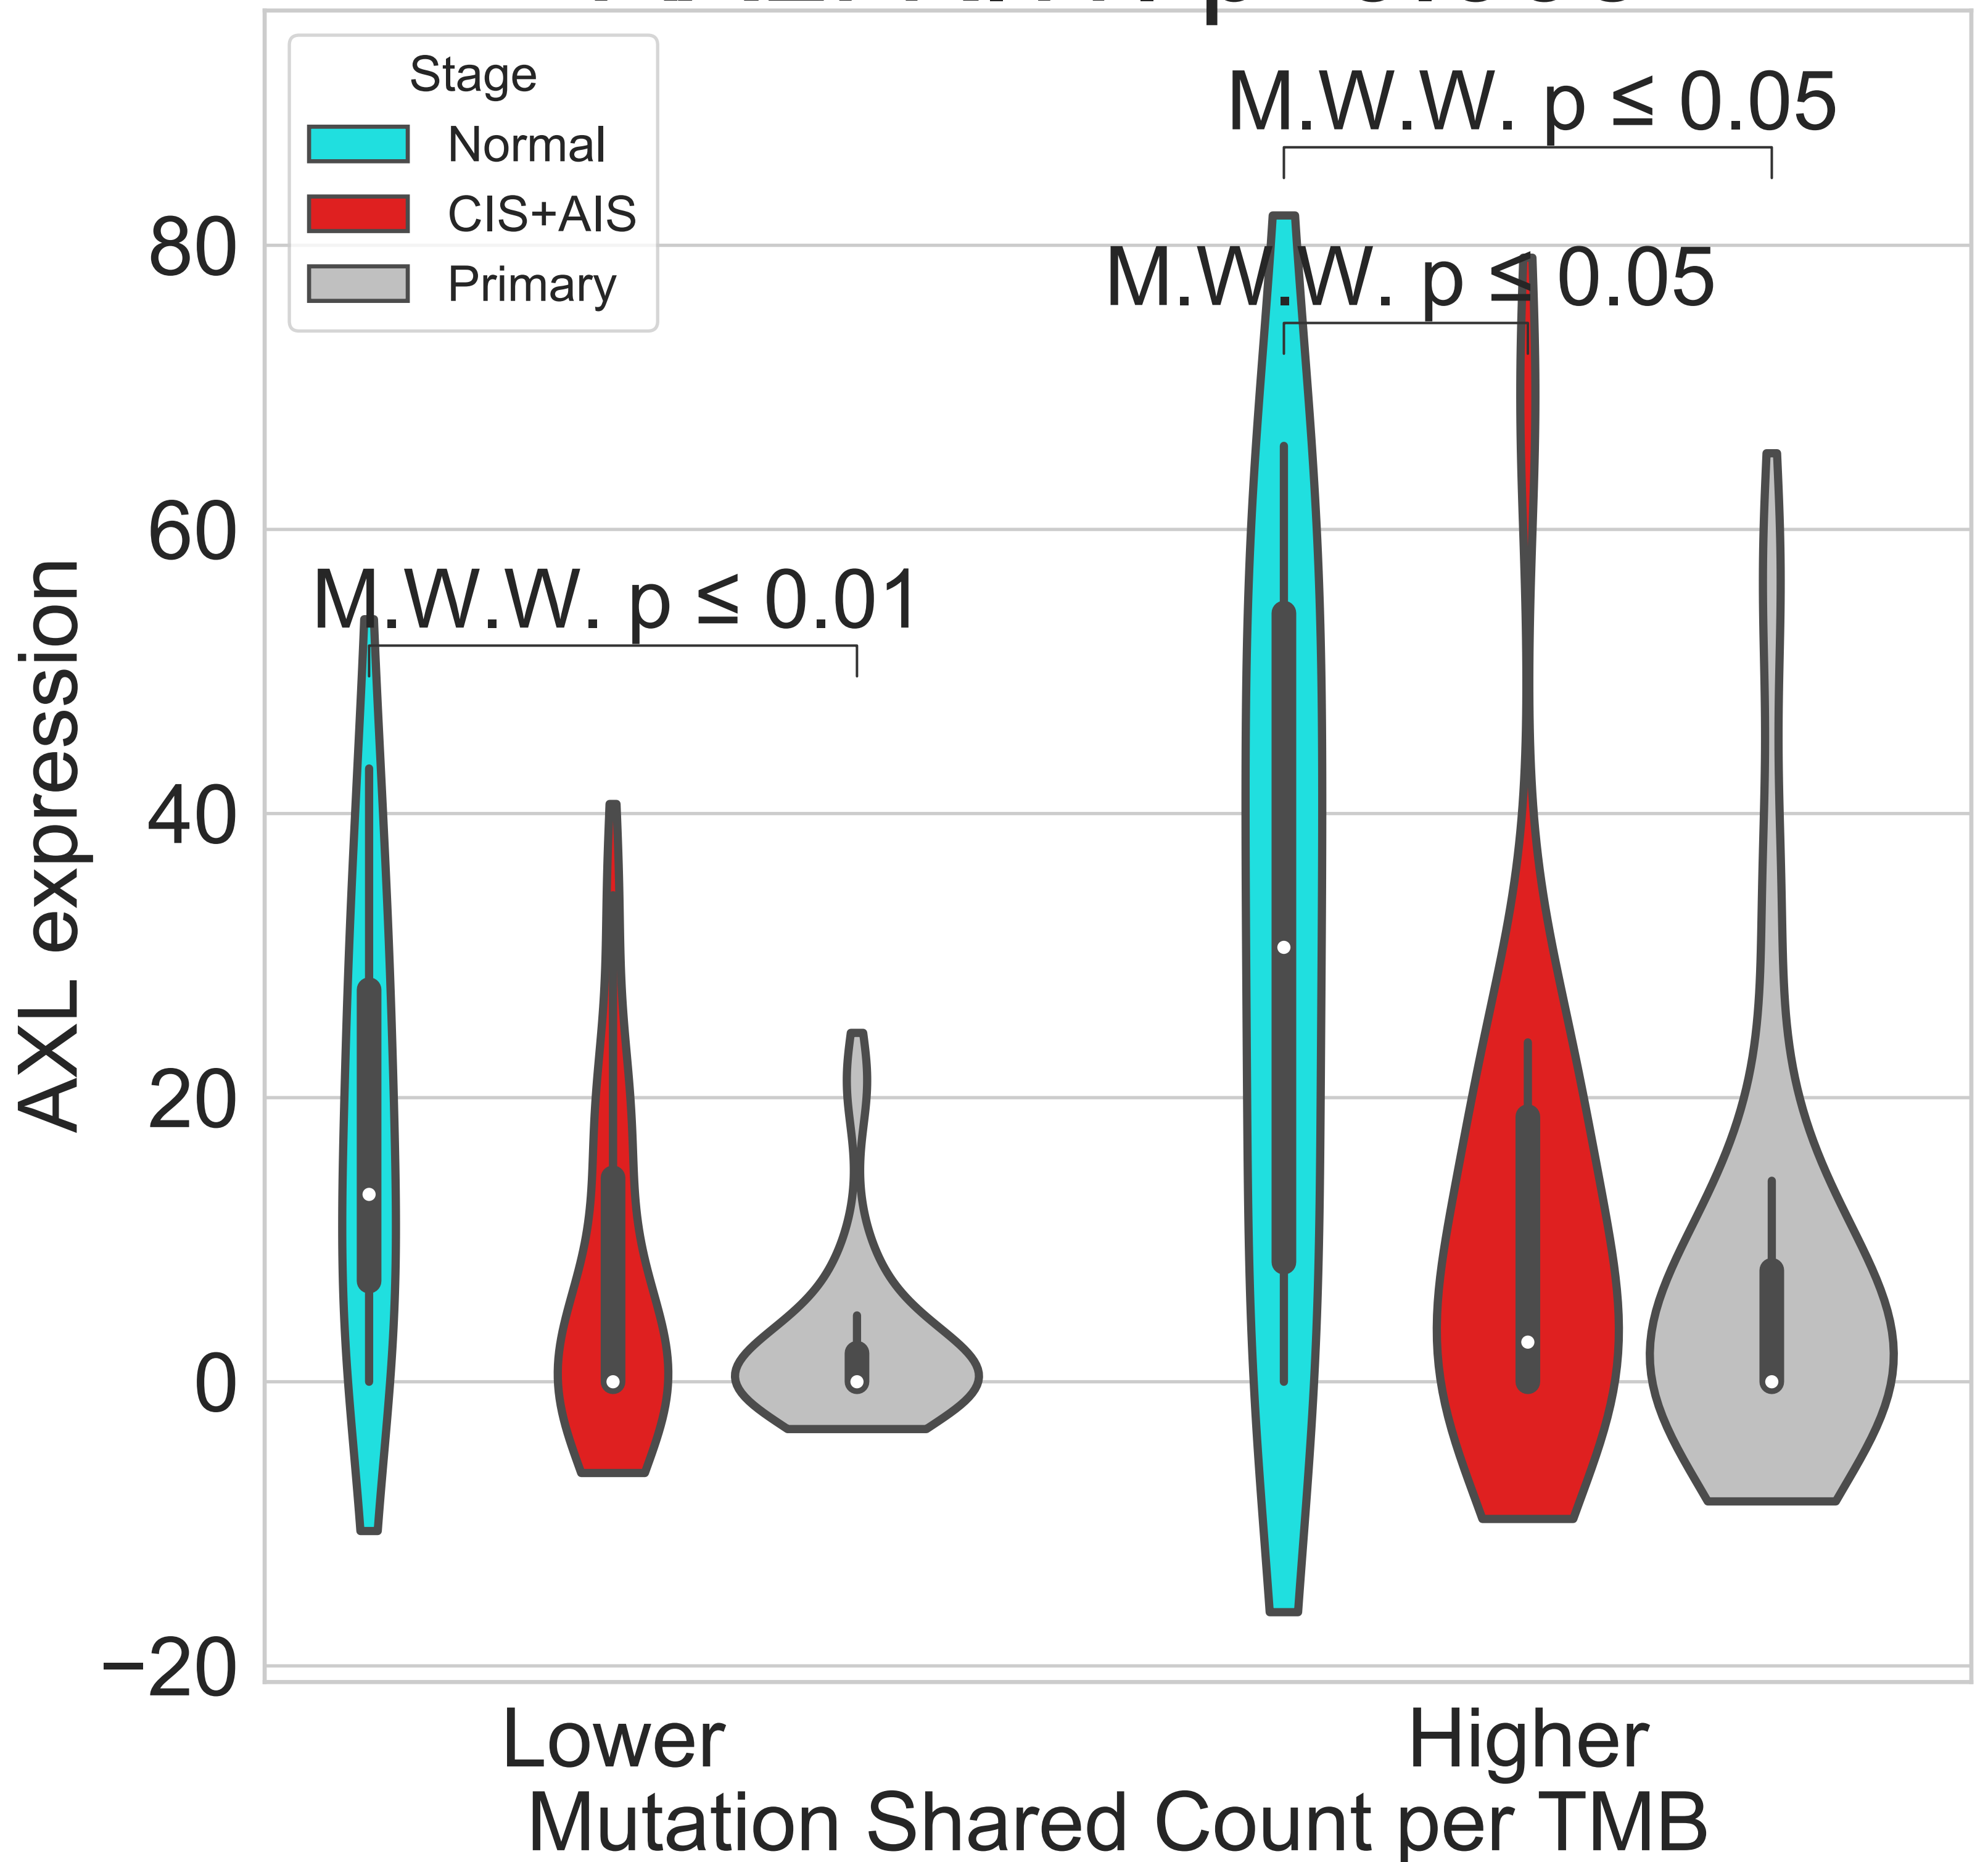 Stage
Normal
CIS+AIS
Primary
M.W.W. p ≤ 0.05
M.W.W. p ≤ 0.05
M.W.W. p ≤ 0.01
80
60
40
20
0
−20
AXL expression
Lower
Higher
Mutation Shared Count per TMB